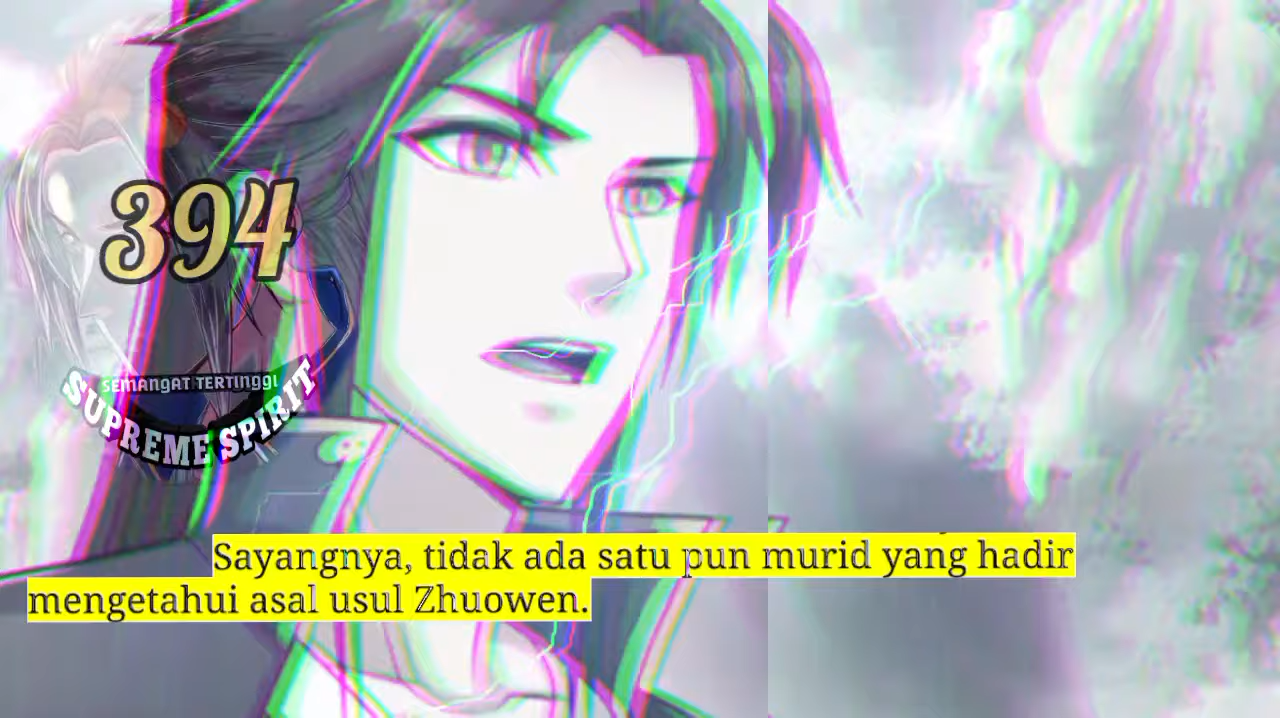 394
SEMANGAT TERTINGGI
SUPREME SPIRIT
Sayangnya, tidak ada satu pun murid yang hadir
mengetahui asal usul Zhuowen.